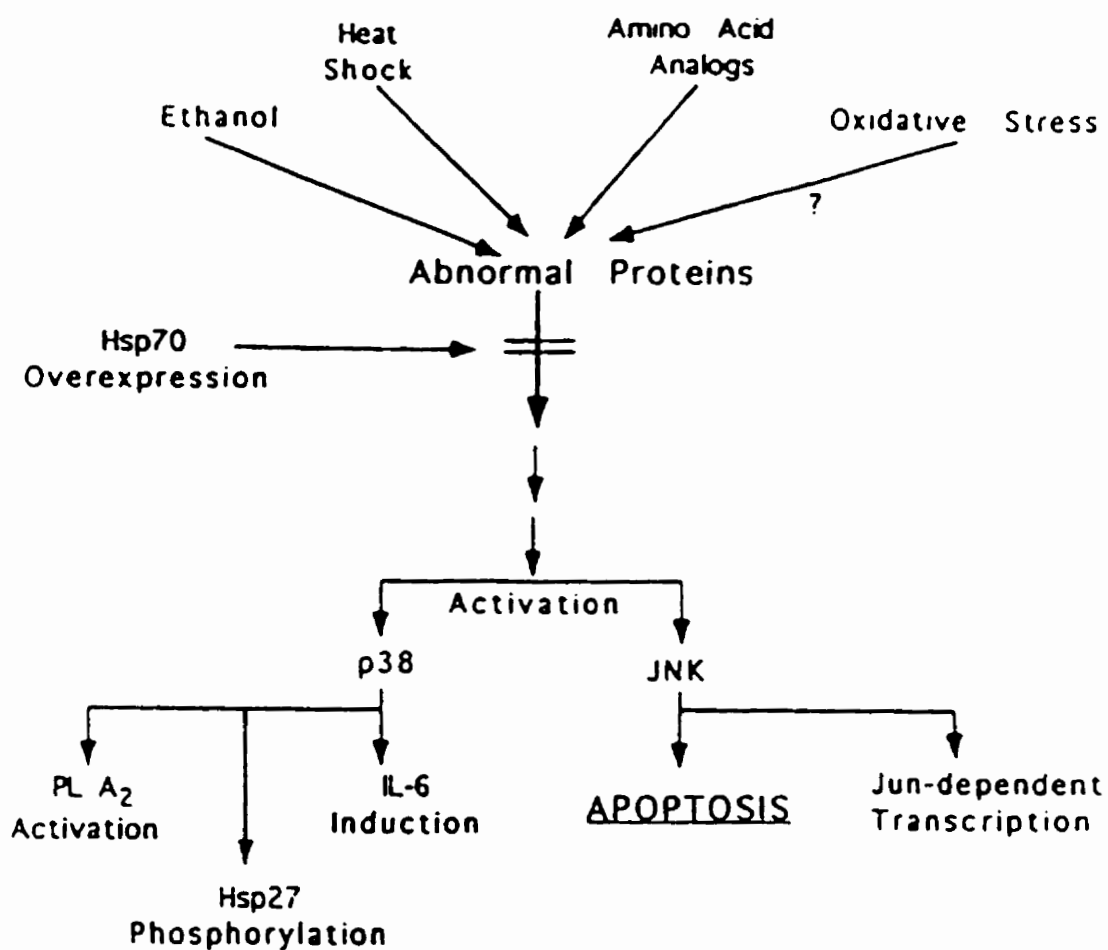 Heat
Shock
Amino Acid
Analogs
Ethanol
Oxidative Stress
?
Abnormal Proteins
Hsp70
Overexpression
Activation
p38
JNK
PL A₂
Activation
IL-6
Induction
APOPTOSIS
Jun-dependent
Transcription
Hsp27
Phosphorylation